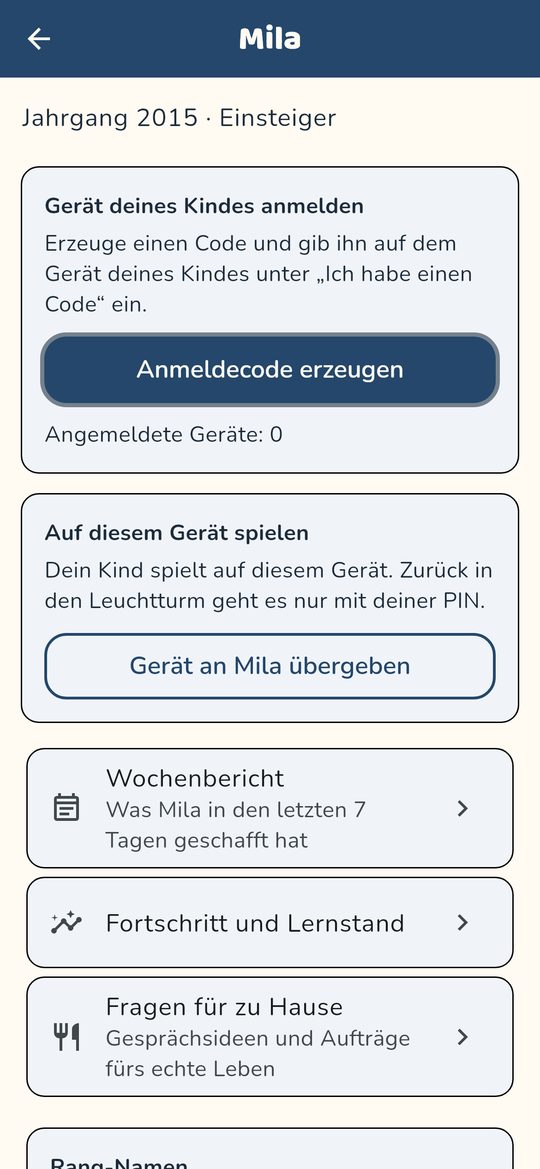 Mila
Jahrgang 2015 · Einsteiger
Gerät deines Kindes anmelden
Erzeuge einen Code und gib ihn auf dem
Gerät deines Kindes unter „Ich habe einen
Code“ ein.
Anmeldecode erzeugen
Angemeldete Geräte: 0
Auf diesem Gerät spielen
Dein Kind spielt auf diesem Gerät. Zurück in
den Leuchtturm geht es nur mit deiner PIN.
Gerät an Mila übergeben
Wochenbericht
Was Mila in den letzten 7
Tagen geschafft hat
Fortschritt und Lernstand
Fragen für zu Hause
Gesprächsideen und Aufträge
fürs echte Leben
Rang-Namen